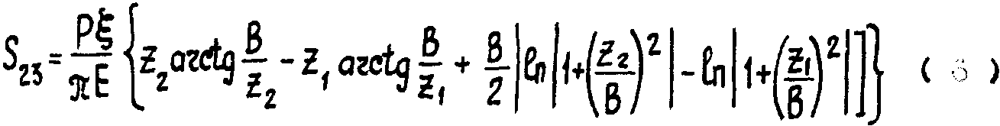 S₂₃ = Pξ/πE { z₂ arctg B/z₂ − z₁ arctg B/z₁ + B/2 |ln|1+(z₂/B)²| − ln|1+(z₁/B)²|]} ( )